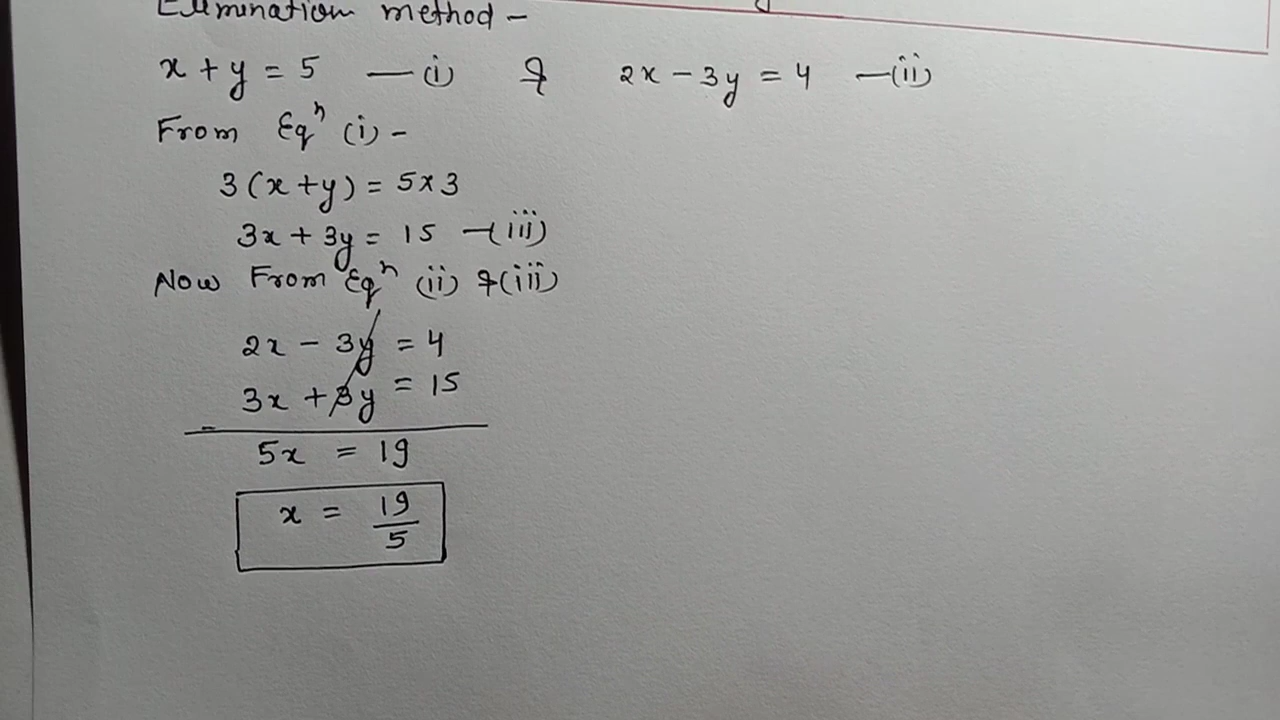 Elimination method -
x + y = 5 — (i) & 2x - 3y = 4 — (ii)
From Eqⁿ (i) -
3(x + y) = 5 x 3
3x + 3y = 15 — (iii)
Now From Eqⁿ (ii) & (iii)
2x - 3y = 4
3x + 3y = 15
5x = 19
x = 19/5